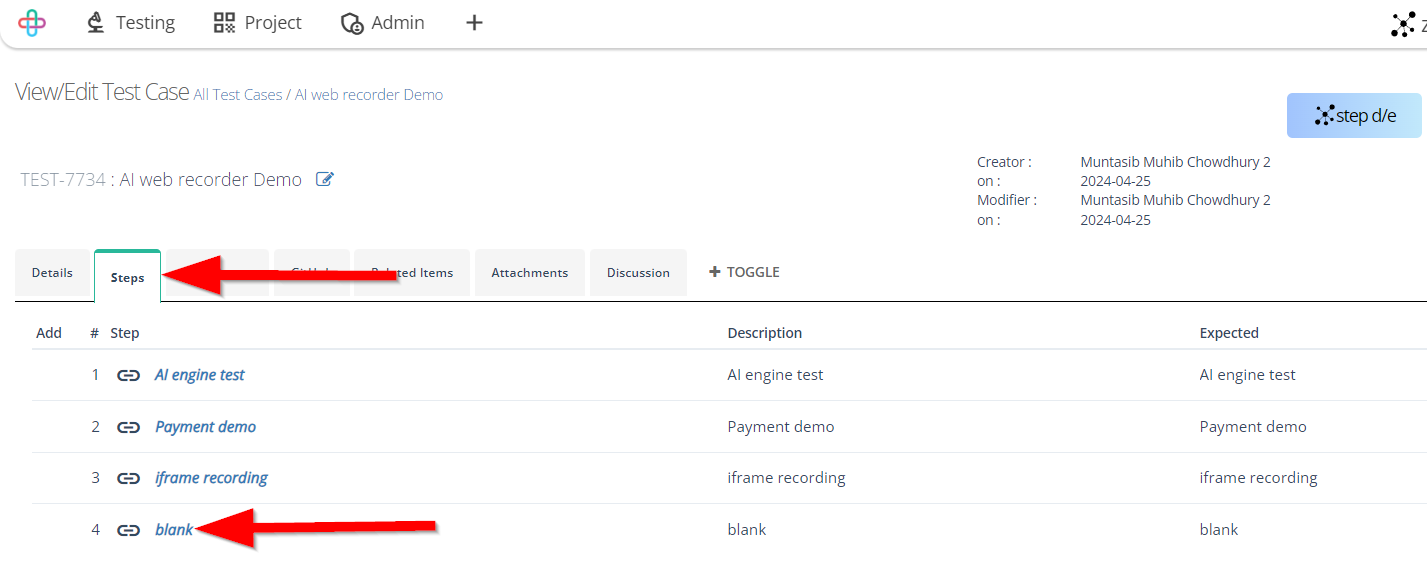 Testing Project Admin
View/Edit Test Case All Test Cases / AI web recorder Demo
step d/e
TEST-7734 : AI web recorder Demo
Creator : Muntasib Muhib Chowdhury 2
on : 2024-04-25
Modifier : Muntasib Muhib Chowdhury 2
on : 2024-04-25
Details Steps Items Attachments Discussion TOGGLE
Add # Step Description Expected
1 AI engine test AI engine test AI engine test
2 Payment demo Payment demo Payment demo
3 iframe recording iframe recording iframe recording
4 blank blank blank